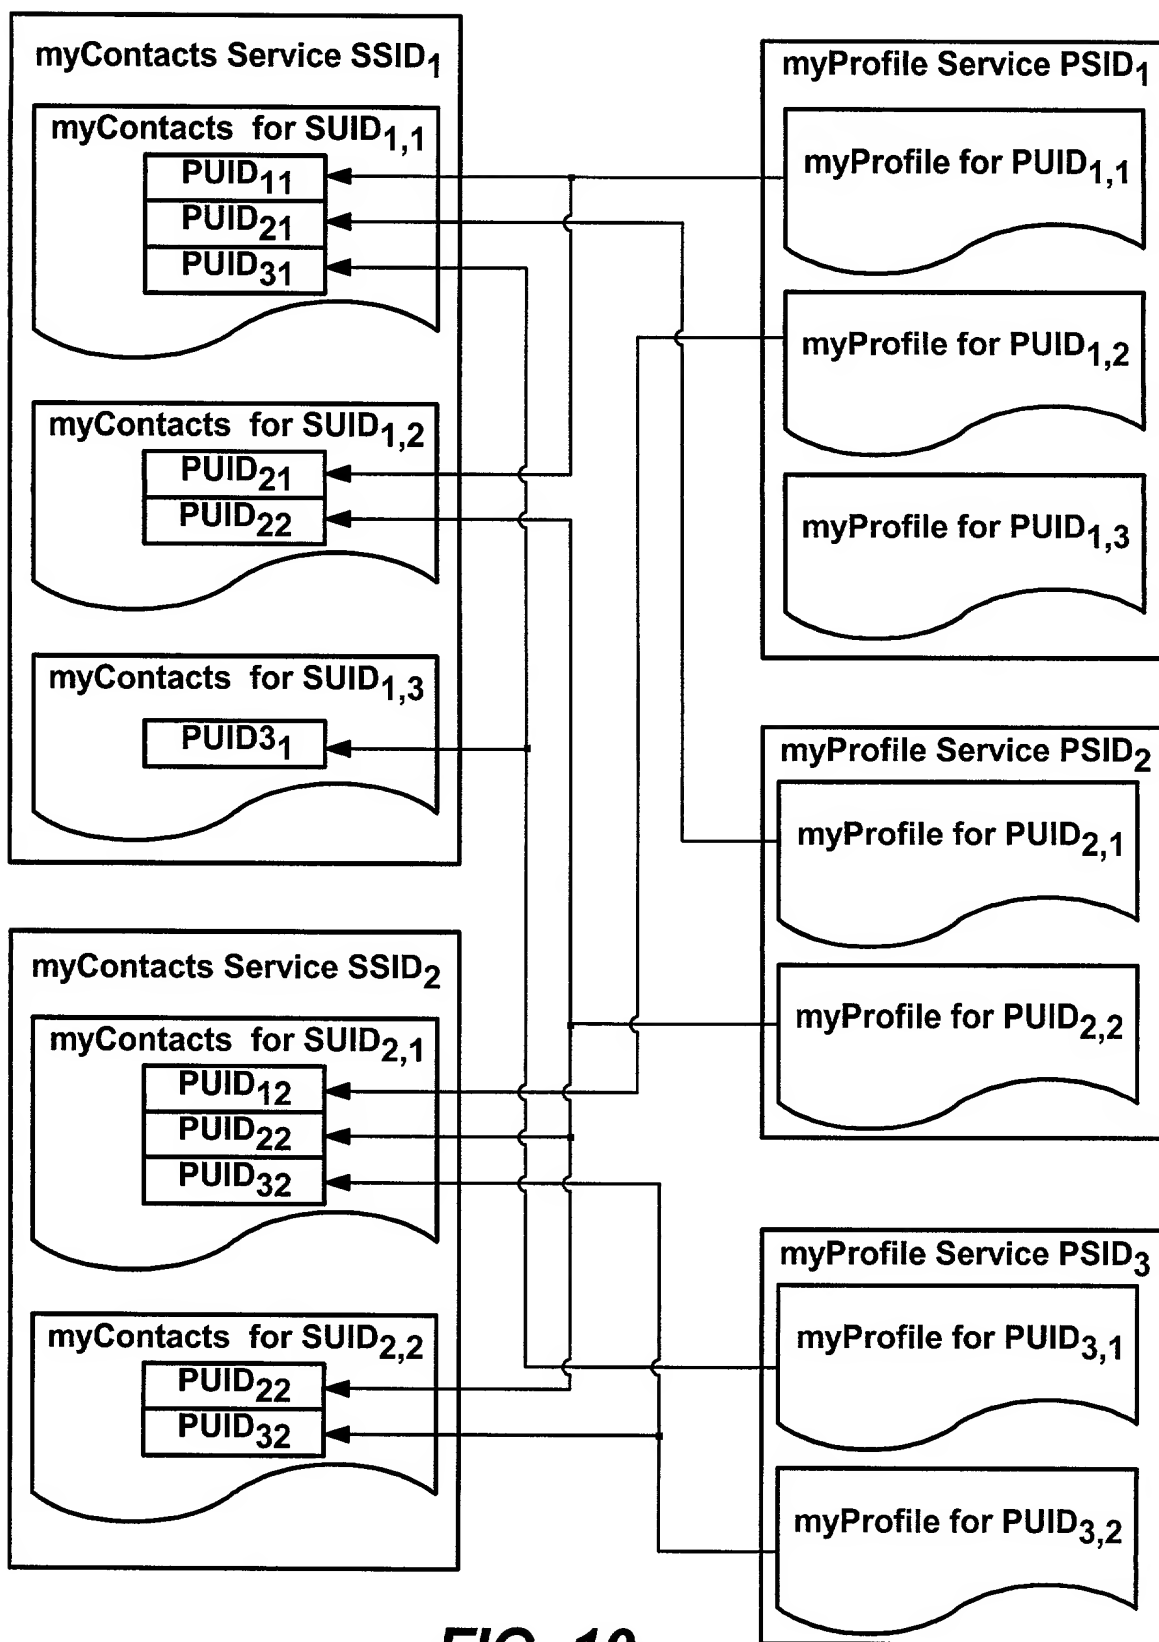 myContacts Service SSID1
myContacts for SUID1,1
PUID11
PUID21
PUID31
myContacts for SUID1,2
PUID21
PUID22
myContacts for SUID1,3
PUID31
myContacts Service SSID2
myContacts for SUID2,1
PUID12
PUID22
PUID32
myContacts for SUID2,2
PUID22
PUID32
myProfile Service PSID1
myProfile for PUID1,1
myProfile for PUID1,2
myProfile for PUID1,3
myProfile Service PSID2
myProfile for PUID2,1
myProfile for PUID2,2
myProfile Service PSID3
myProfile for PUID3,1
myProfile for PUID3,2
FIG. 10